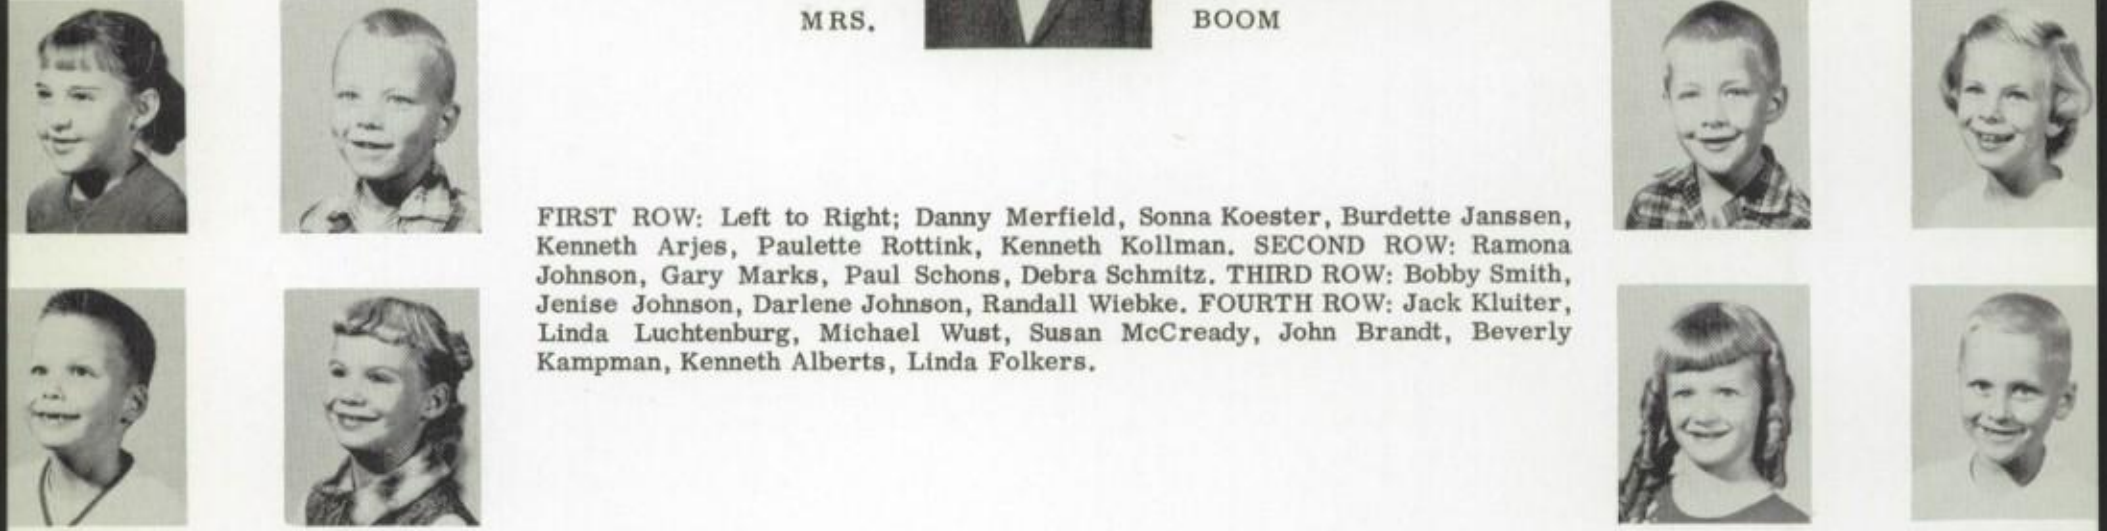 MRS. BOOM
FIRST ROW: Left to Right; Danny Merfield, Sonna Koester, Burdette Janssen,
Kenneth Arjes, Paulette Rottink, Kenneth Kollman. SECOND ROW: Ramona
Johnson, Gary Marks, Paul Schons, Debra Schmitz. THIRD ROW: Bobby Smith,
Jenise Johnson, Darlene Johnson, Randall Wiebke. FOURTH ROW: Jack Kluiter,
Linda Luchtenburg, Michael Wust, Susan McCready, John Brandt, Beverly
Kampman, Kenneth Alberts, Linda Folkers.